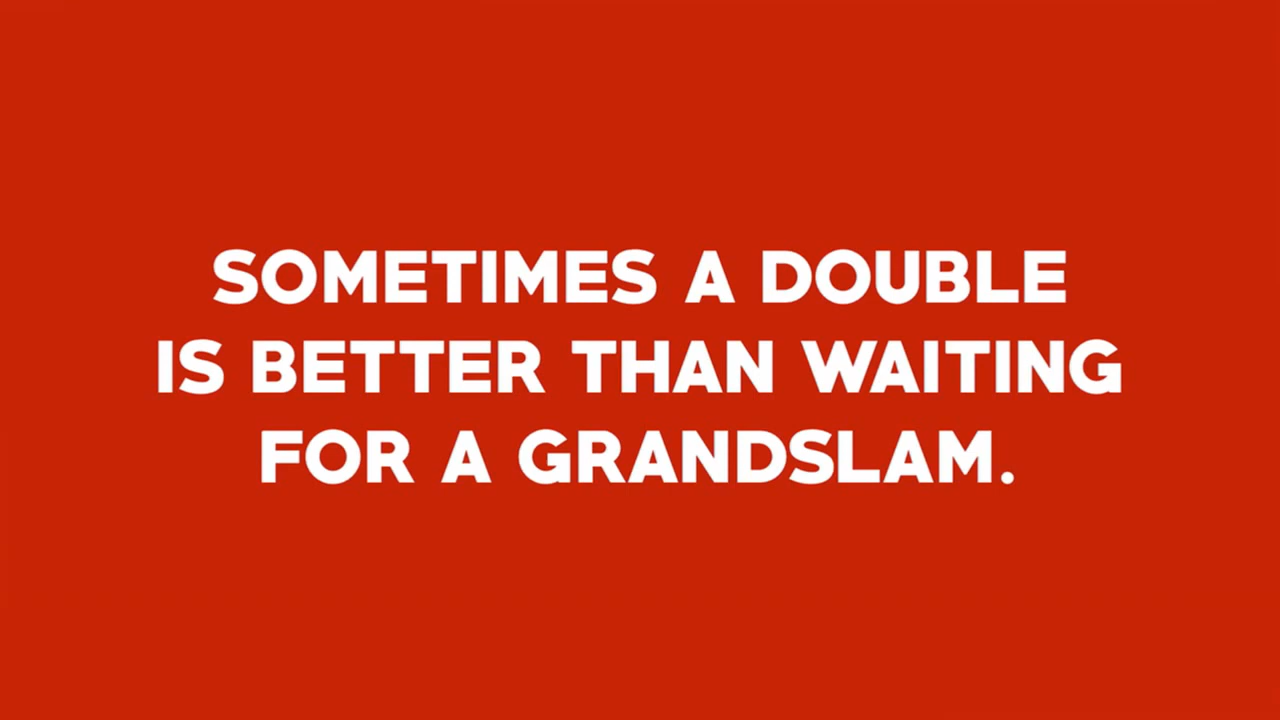 SOMETIMES A DOUBLE
IS BETTER THAN WAITING
FOR A GRANDSLAM.